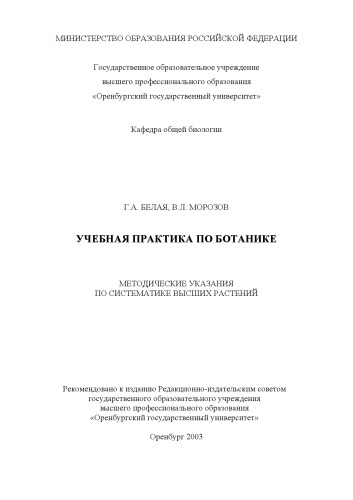 МИНИСТЕРСТВО ОБРАЗОВАНИЯ РОССИЙСКОЙ ФЕДЕРАЦИИ
Государственное образовательное учреждение
высшего профессионального образования
«Оренбургский государственный университет»
Кафедра общей биологии
Г.А. БЕЛАЯ, В.Л. МОРОЗОВ
УЧЕБНАЯ ПРАКТИКА ПО БОТАНИКЕ
МЕТОДИЧЕСКИЕ УКАЗАНИЯ
ПО СИСТЕМАТИКЕ ВЫСШИХ РАСТЕНИЙ
Рекомендовано к изданию Редакционно-издательским советом
государственного образовательного учреждения
высшего профессионального образования
«Оренбургский государственный университет»
Оренбург 2003